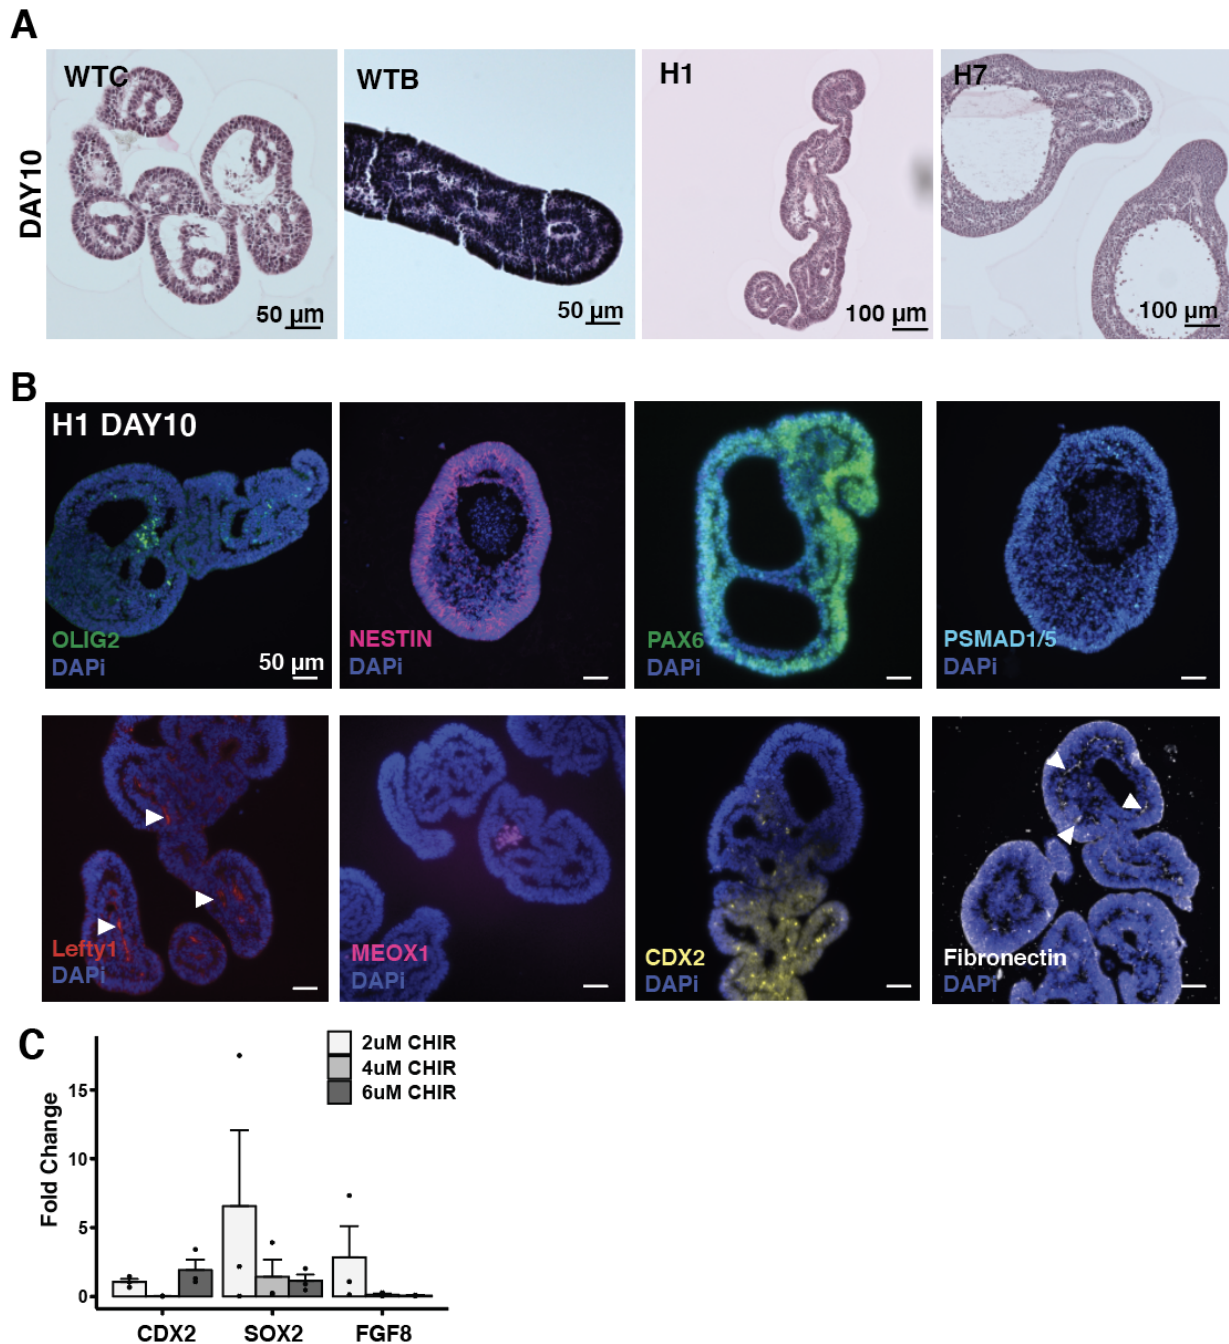 A
DAY10
WTC
WTB
H1
H7
50 µm
50 µm
100 µm
100 µm
B
H1 DAY10
OLIG2
DAPi
50 µm
NESTIN
DAPi
PAX6
DAPi
PSMAD1/5
DAPi
Lefty1
DAPi
MEOX1
DAPi
CDX2
DAPi
Fibronectin
DAPi
C
2uM CHIR
4uM CHIR
6uM CHIR
Fold Change
15
10
5
0
CDX2
SOX2
FGF8